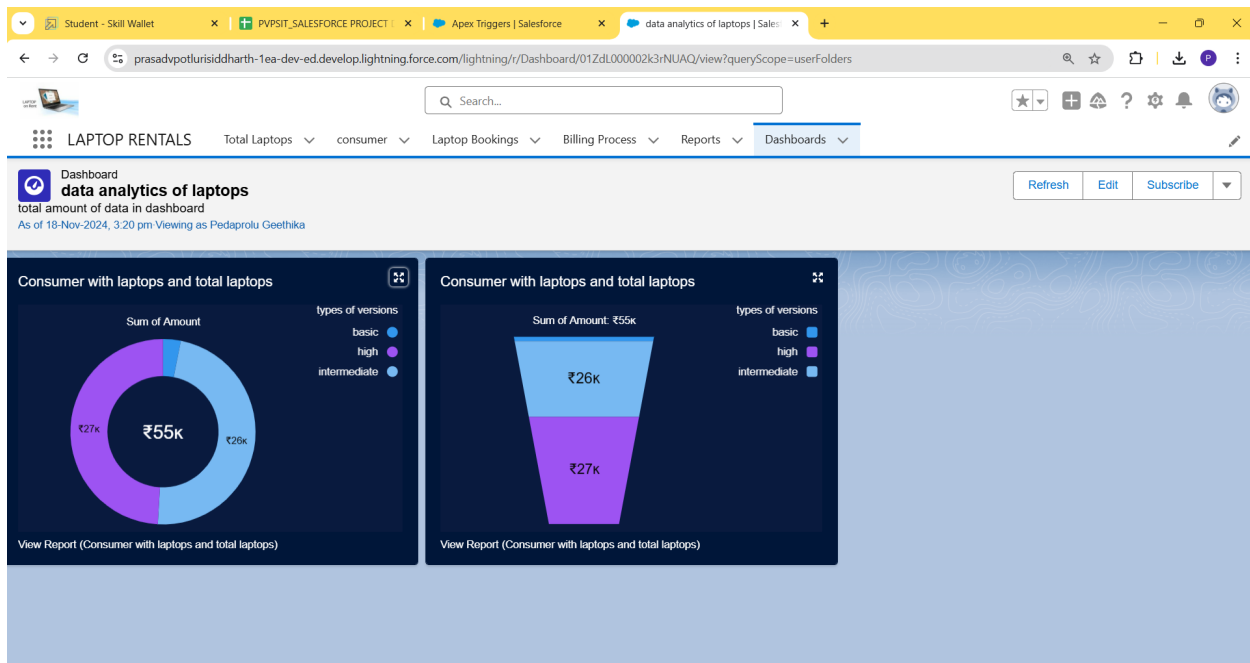 Student - Skill Wallet
PVPSIT_SALESFORCE PROJECT (
Apex Triggers | Salesforce
data analytics of laptops | Sales
prasadvpotlurisiddharth-1ea-dev-ed.develop.lightning.force.com/lightning/r/Dashboard/01ZdL000002k3rNUAQ/view?queryScope=userFolders
P
Search...
LAPTOP RENTALS
Total Laptops
consumer
Laptop Bookings
Billing Process
Reports
Dashboards
Dashboard
data analytics of laptops
total amount of data in dashboard
As of 18-Nov-2024, 3:20 pm·Viewing as Pedaprolu Geethika
Refresh
Edit
Subscribe
Consumer with laptops and total laptops
Sum of Amount
types of versions
basic
high
intermediate
₹27K
₹55K
₹26K
View Report (Consumer with laptops and total laptops)
Consumer with laptops and total laptops
Sum of Amount: ₹55K
types of versions
basic
high
intermediate
₹26K
₹27K
View Report (Consumer with laptops and total laptops)